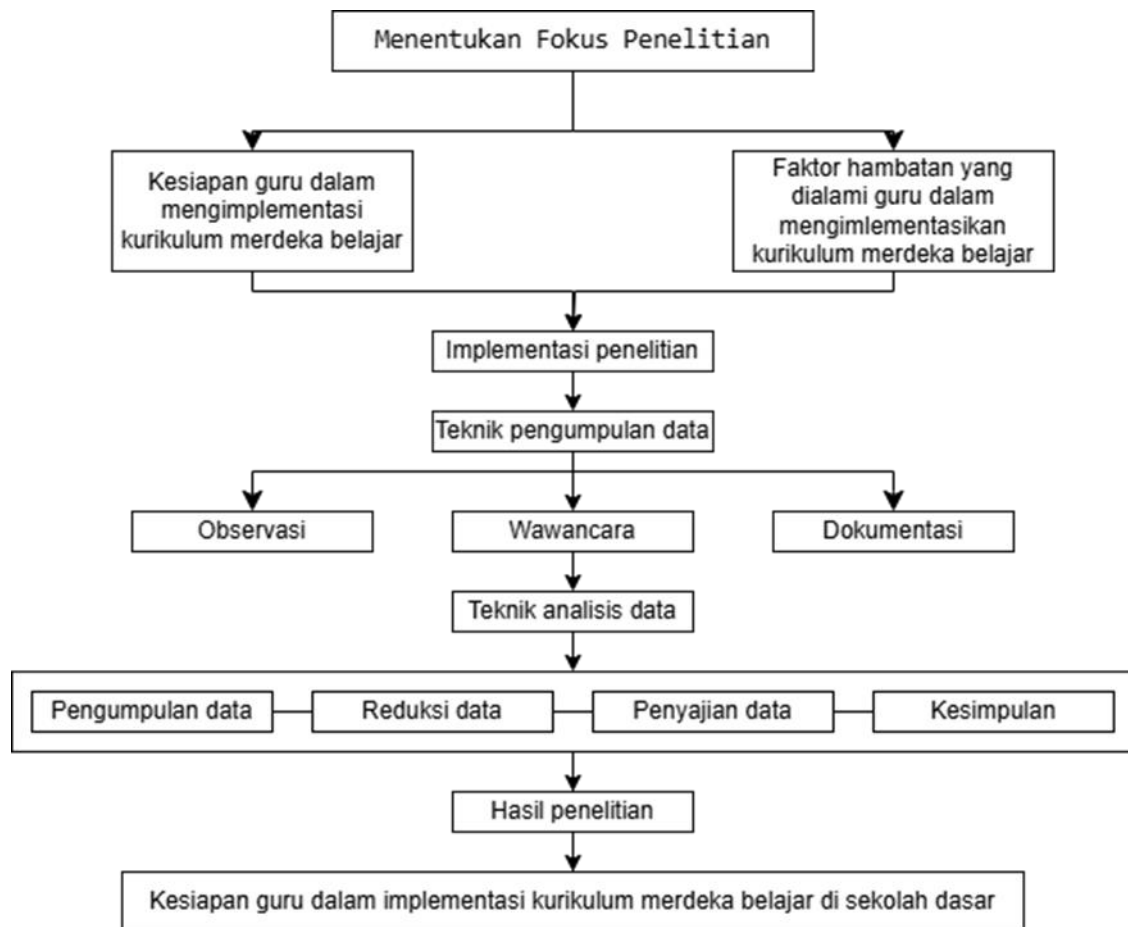 Menentukan Fokus Penelitian
Kesiapan guru dalam
mengimplementasi
kurikulum merdeka belajar
Faktor hambatan yang
dialami guru dalam
mengimlementasikan
kurikulum merdeka belajar
Implementasi penelitian
Teknik pengumpulan data
Observasi
Wawancara
Dokumentasi
Teknik analisis data
Pengumpulan data
Reduksi data
Penyajian data
Kesimpulan
Hasil penelitian
Kesiapan guru dalam implementasi kurikulum merdeka belajar di sekolah dasar